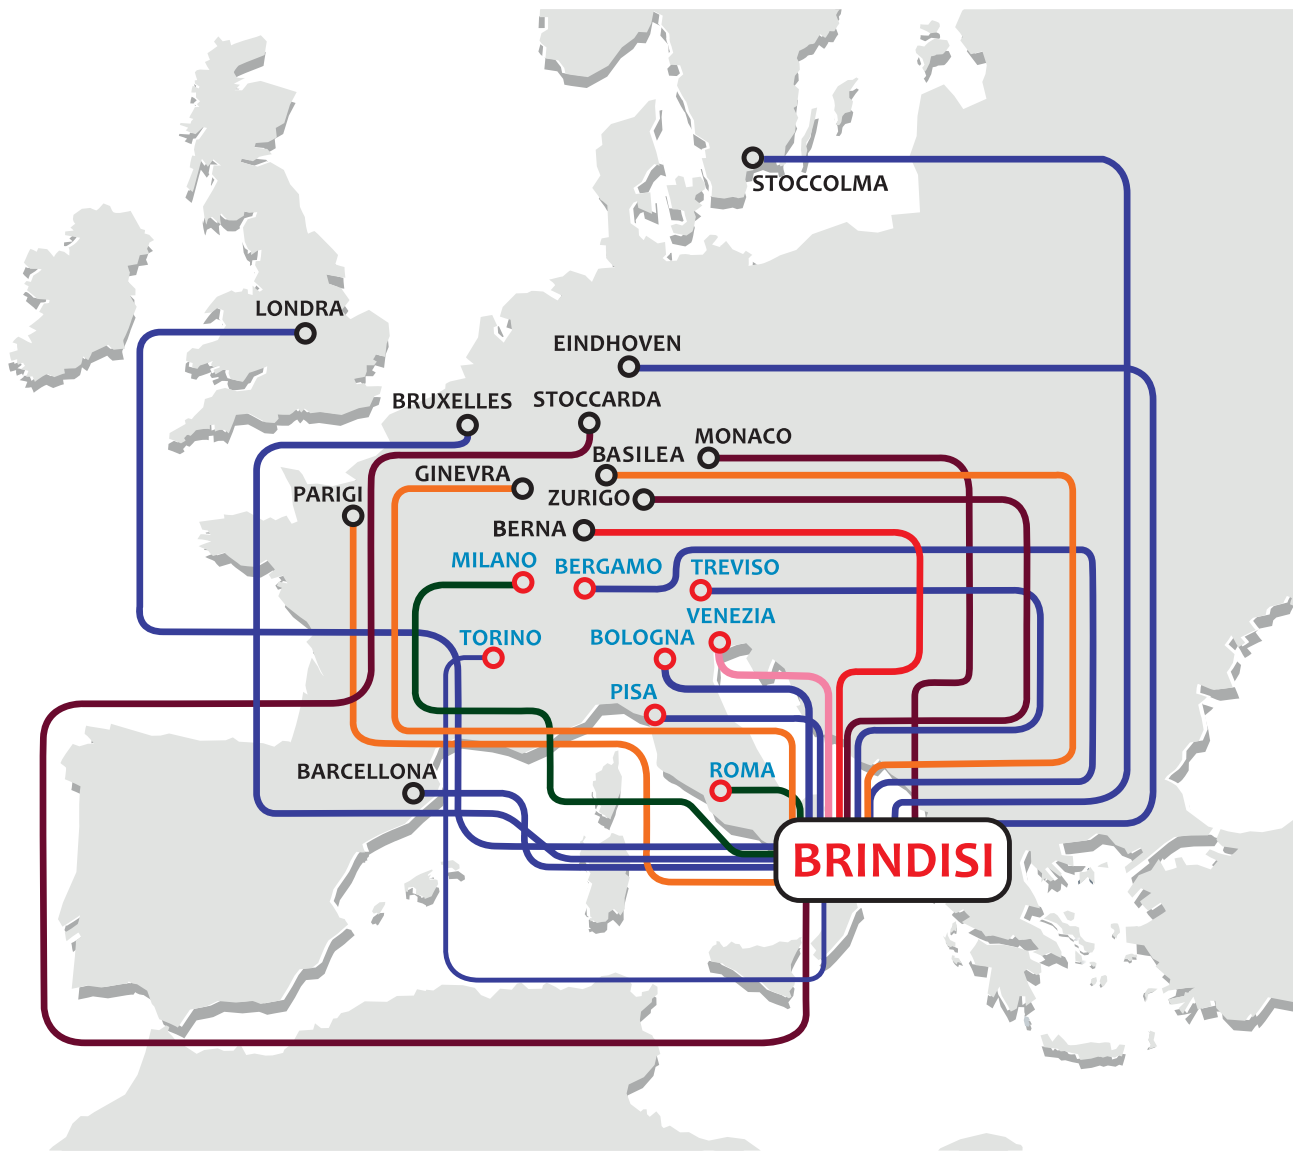 STOCCOLMA
LONDRA
EINDHOVEN
BRUXELLES
STOCCARDA
MONACO
BASILEA
GINEVRA
PARIGI
ZURIGO
BERNA
MILANO
BERGAMO
TREVISO
VENEZIA
TORINO
BOLOGNA
PISA
BARCELLONA
ROMA
BRINDISI